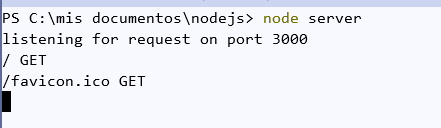 PS C:\mis documentos\nodejs> node server
listening for request on port 3000
/ GET
/favicon.ico GET